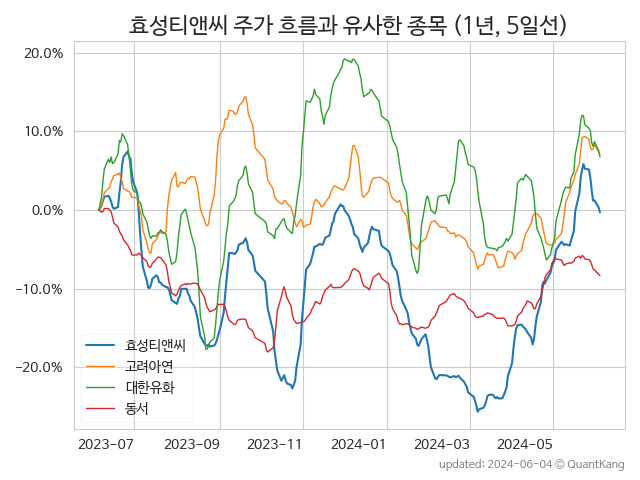 효성티앤씨 주가 흐름과 유사한 종목 (1년, 5일선)
20.0%
10.0%
0.0%
−10.0%
−20.0%
효성티앤씨
고려아연
대한유화
동서
2023-07 2023-09 2023-11 2024-01 2024-03 2024-05
updated: 2024-06-04 © QuantKang